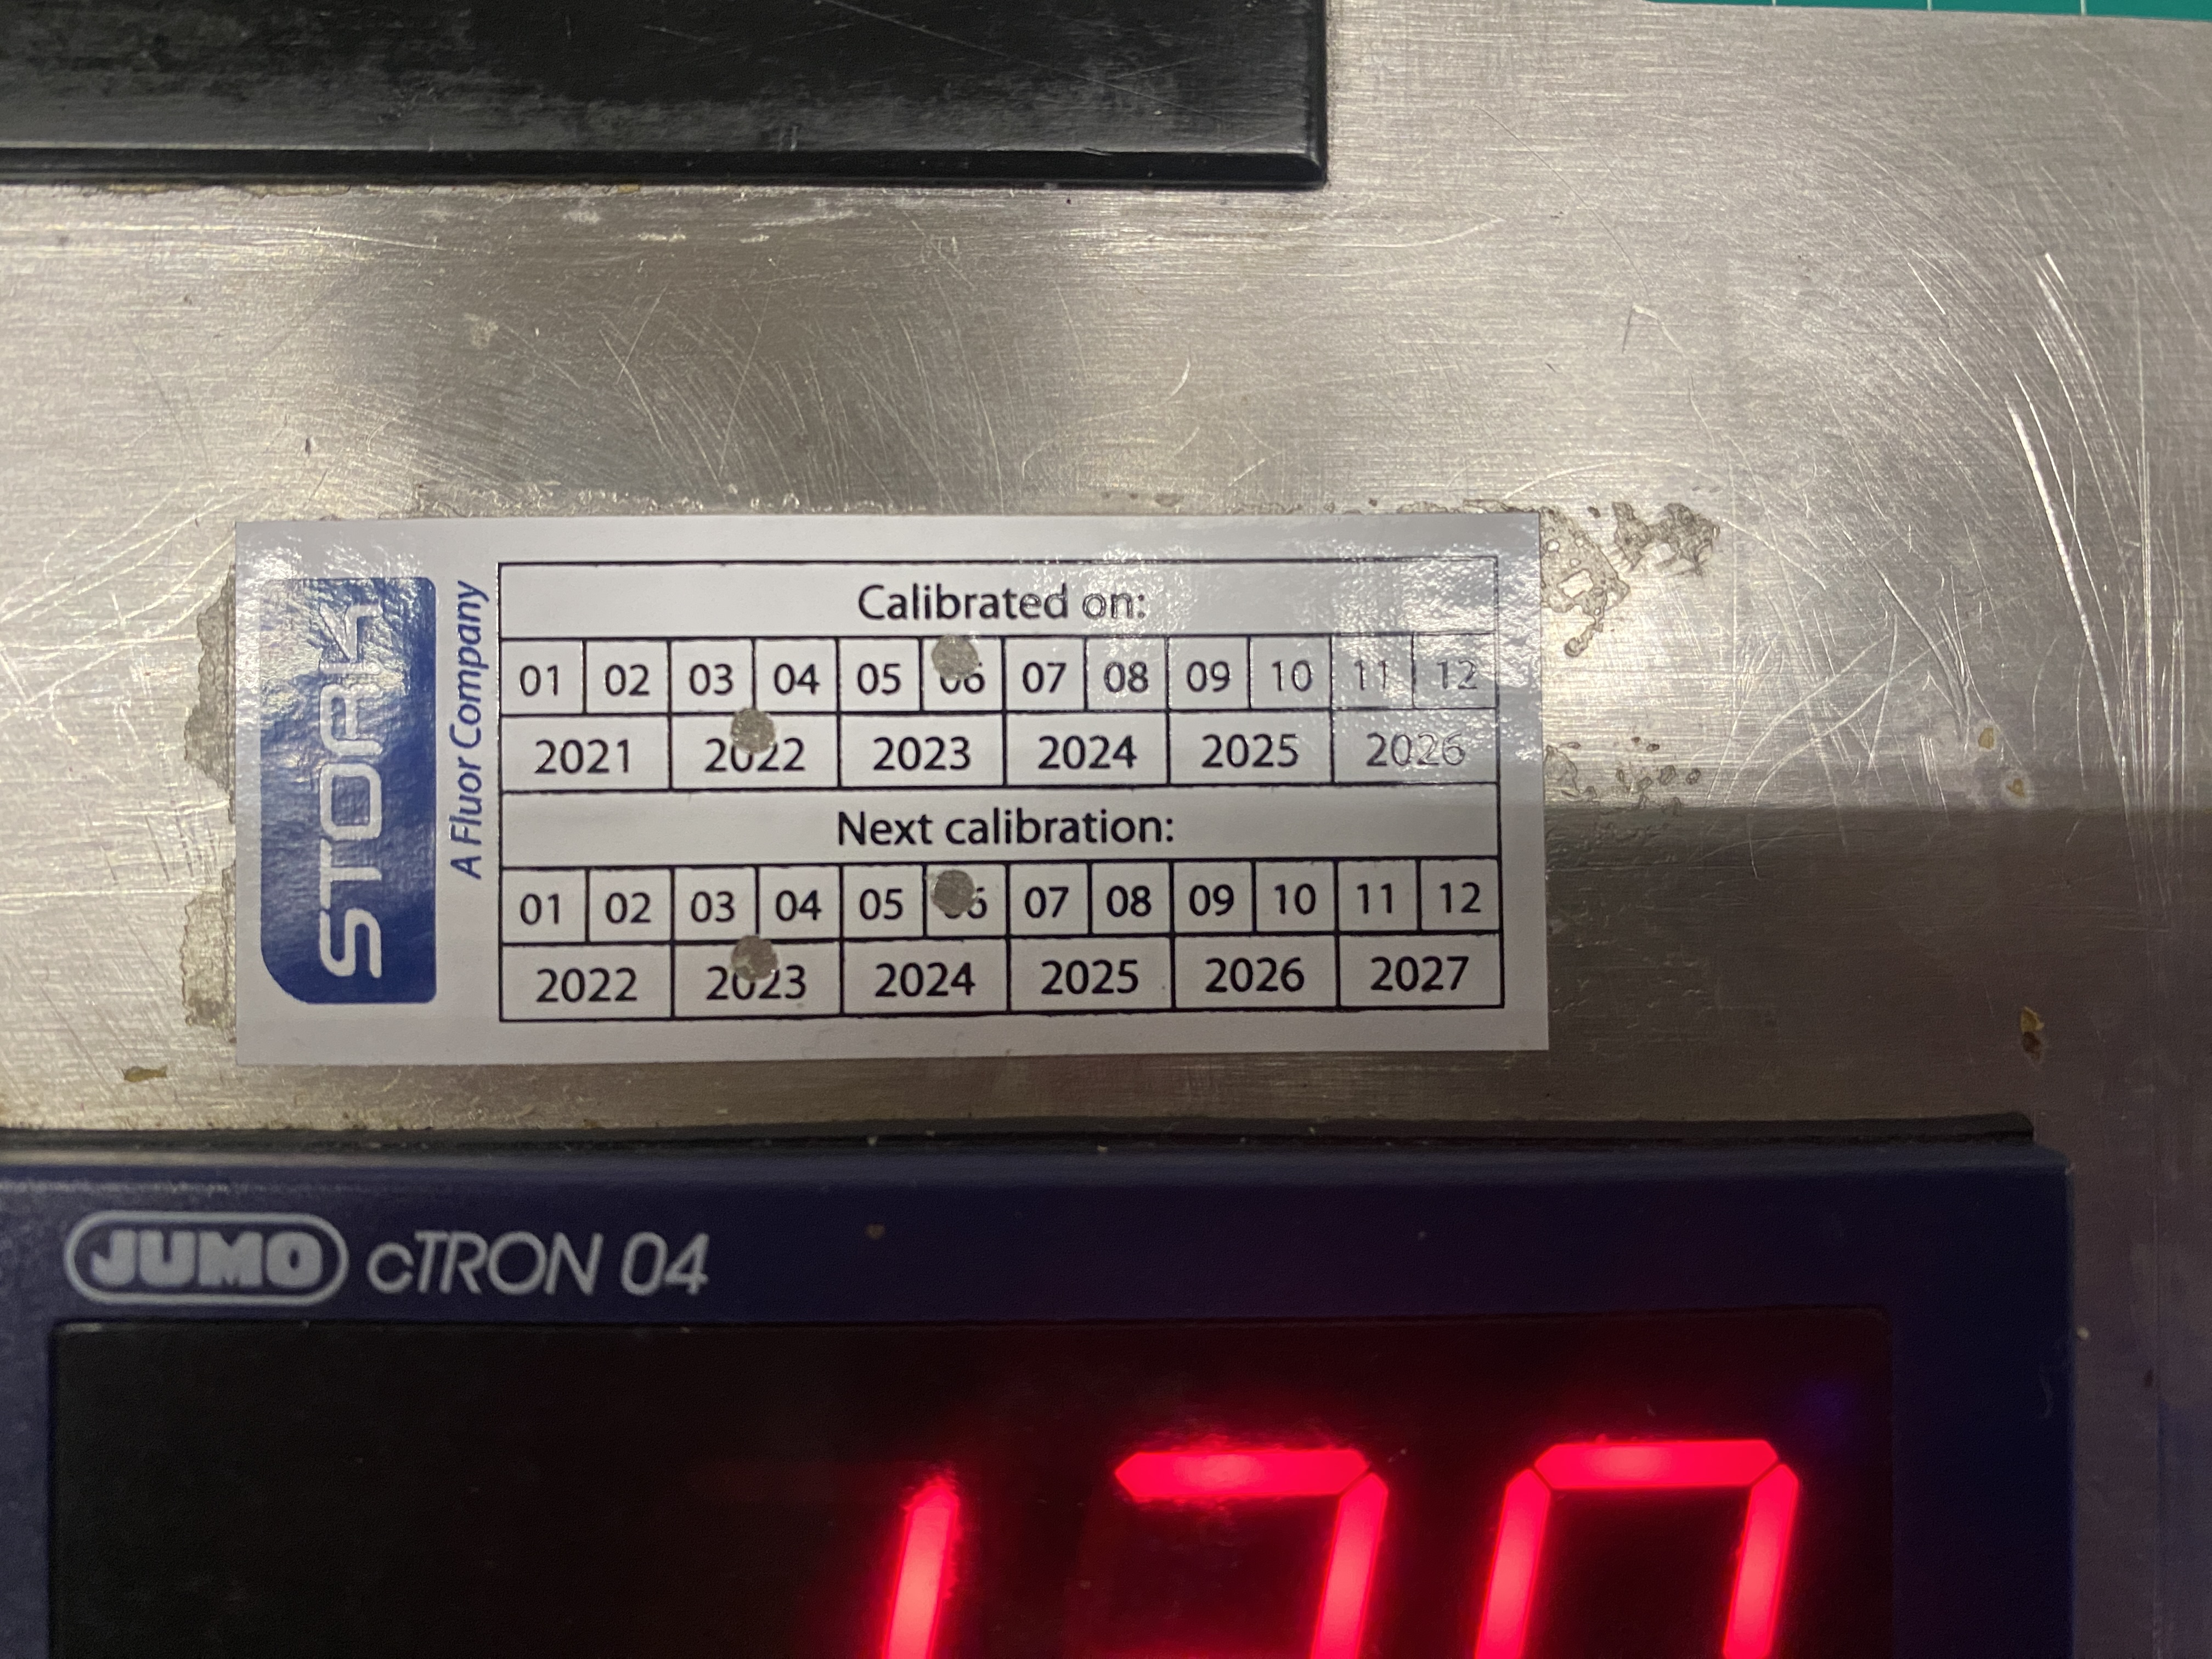 STORK
A Fluor Company
Calibrated on:
01 02 03 04 05 06 07 08 09 10 11 12
2021 2022 2023 2024 2025 2026
Next calibration:
01 02 03 04 05 06 07 08 09 10 11 12
2022 2023 2024 2025 2026 2027
JUMO cTRON 04